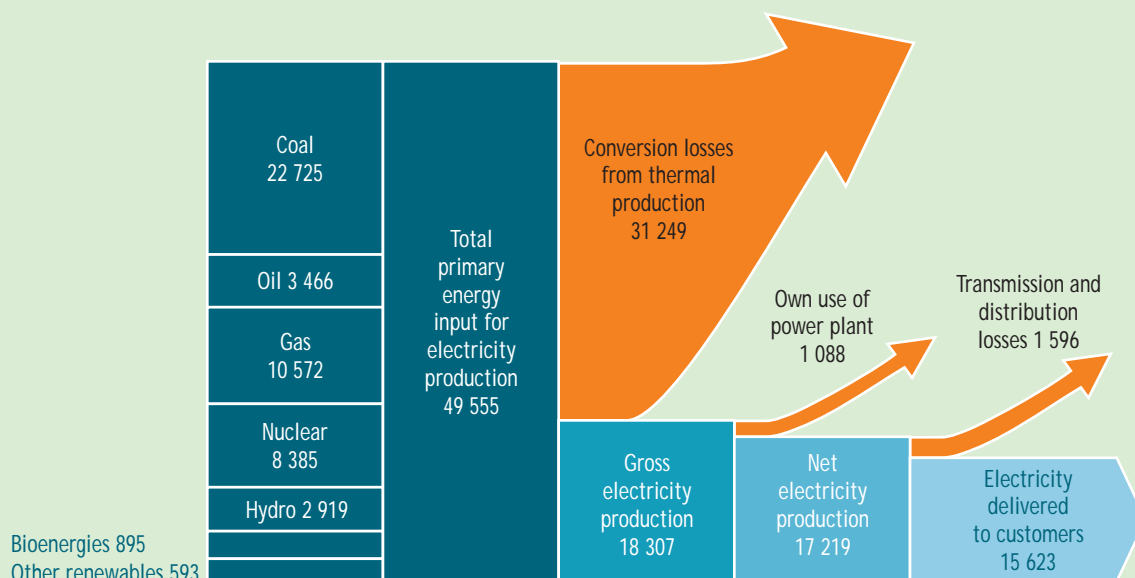 Coal
22 725
Oil 3 466
Gas
10 572
Nuclear
8 385
Hydro 2 919
Bioenergies 895
Other renewables 593
Total
primary
energy
input for
electricity
production
49 555
Conversion losses
from thermal
production
31 249
Gross
electricity
production
18 307
Own use of
power plant
1 088
Net
electricity
production
17 219
Transmission and
distribution
losses 1 596
Electricity
delivered
to customers
15 623